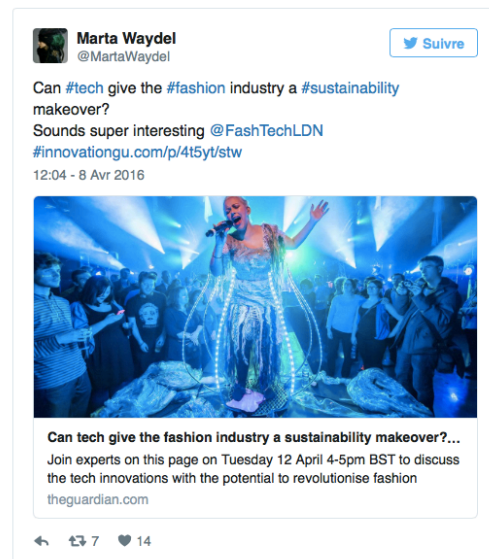 Marta Waydel
@MartaWaydel
Suivre
Can #tech give the #fashion industry a #sustainability
makeover?
Sounds super interesting @FashTechLDN
#innovationgu.com/p/4t5yt/stw
12:04 - 8 Avr 2016
Can tech give the fashion industry a sustainability makeover?...
Join experts on this page on Tuesday 12 April 4-5pm BST to discuss
the tech innovations with the potential to revolutionise fashion
theguardian.com
7
14